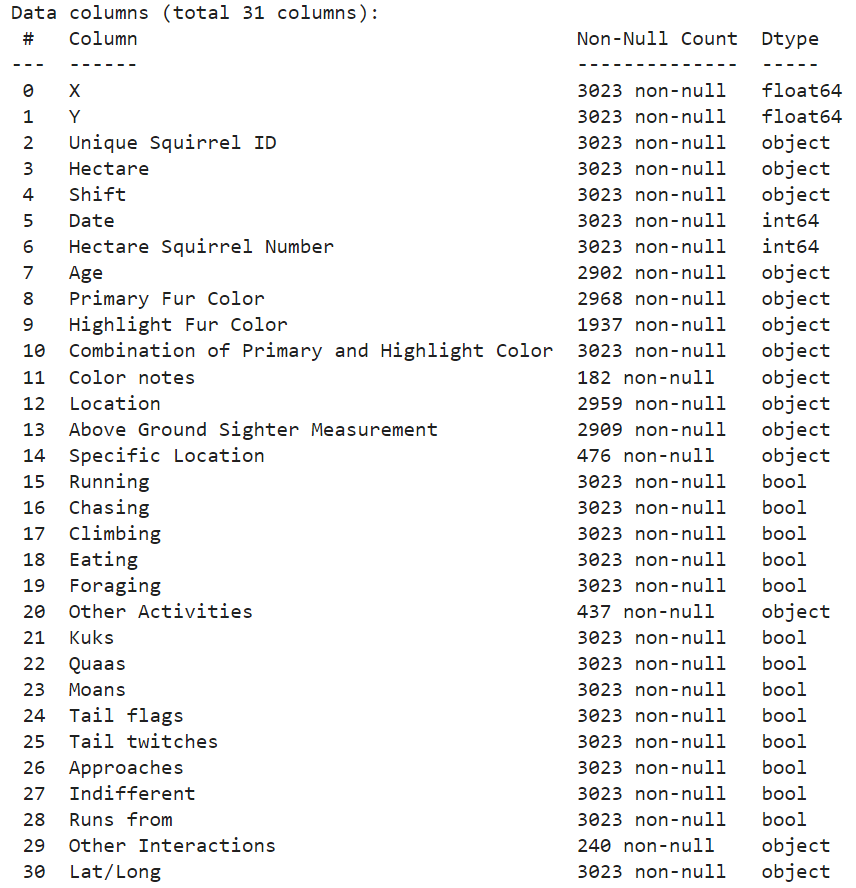 Data columns (total 31 columns):
 #   Column                                      Non-Null Count  Dtype
---  ------                                      --------------  -----
 0   X                                           3023 non-null   float64
 1   Y                                           3023 non-null   float64
 2   Unique Squirrel ID                          3023 non-null   object
 3   Hectare                                     3023 non-null   object
 4   Shift                                       3023 non-null   object
 5   Date                                        3023 non-null   int64
 6   Hectare Squirrel Number                     3023 non-null   int64
 7   Age                                         2902 non-null   object
 8   Primary Fur Color                           2968 non-null   object
 9   Highlight Fur Color                         1937 non-null   object
 10  Combination of Primary and Highlight Color  3023 non-null   object
 11  Color notes                                 182 non-null    object
 12  Location                                    2959 non-null   object
 13  Above Ground Sighter Measurement            2909 non-null   object
 14  Specific Location                           476 non-null    object
 15  Running                                     3023 non-null   bool
 16  Chasing                                     3023 non-null   bool
 17  Climbing                                    3023 non-null   bool
 18  Eating                                      3023 non-null   bool
 19  Foraging                                    3023 non-null   bool
 20  Other Activities                            437 non-null    object
 21  Kuks                                        3023 non-null   bool
 22  Quaas                                       3023 non-null   bool
 23  Moans                                       3023 non-null   bool
 24  Tail flags                                  3023 non-null   bool
 25  Tail twitches                               3023 non-null   bool
 26  Approaches                                  3023 non-null   bool
 27  Indifferent                                 3023 non-null   bool
 28  Runs from                                   3023 non-null   bool
 29  Other Interactions                          240 non-null    object
 30  Lat/Long                                    3023 non-null   object